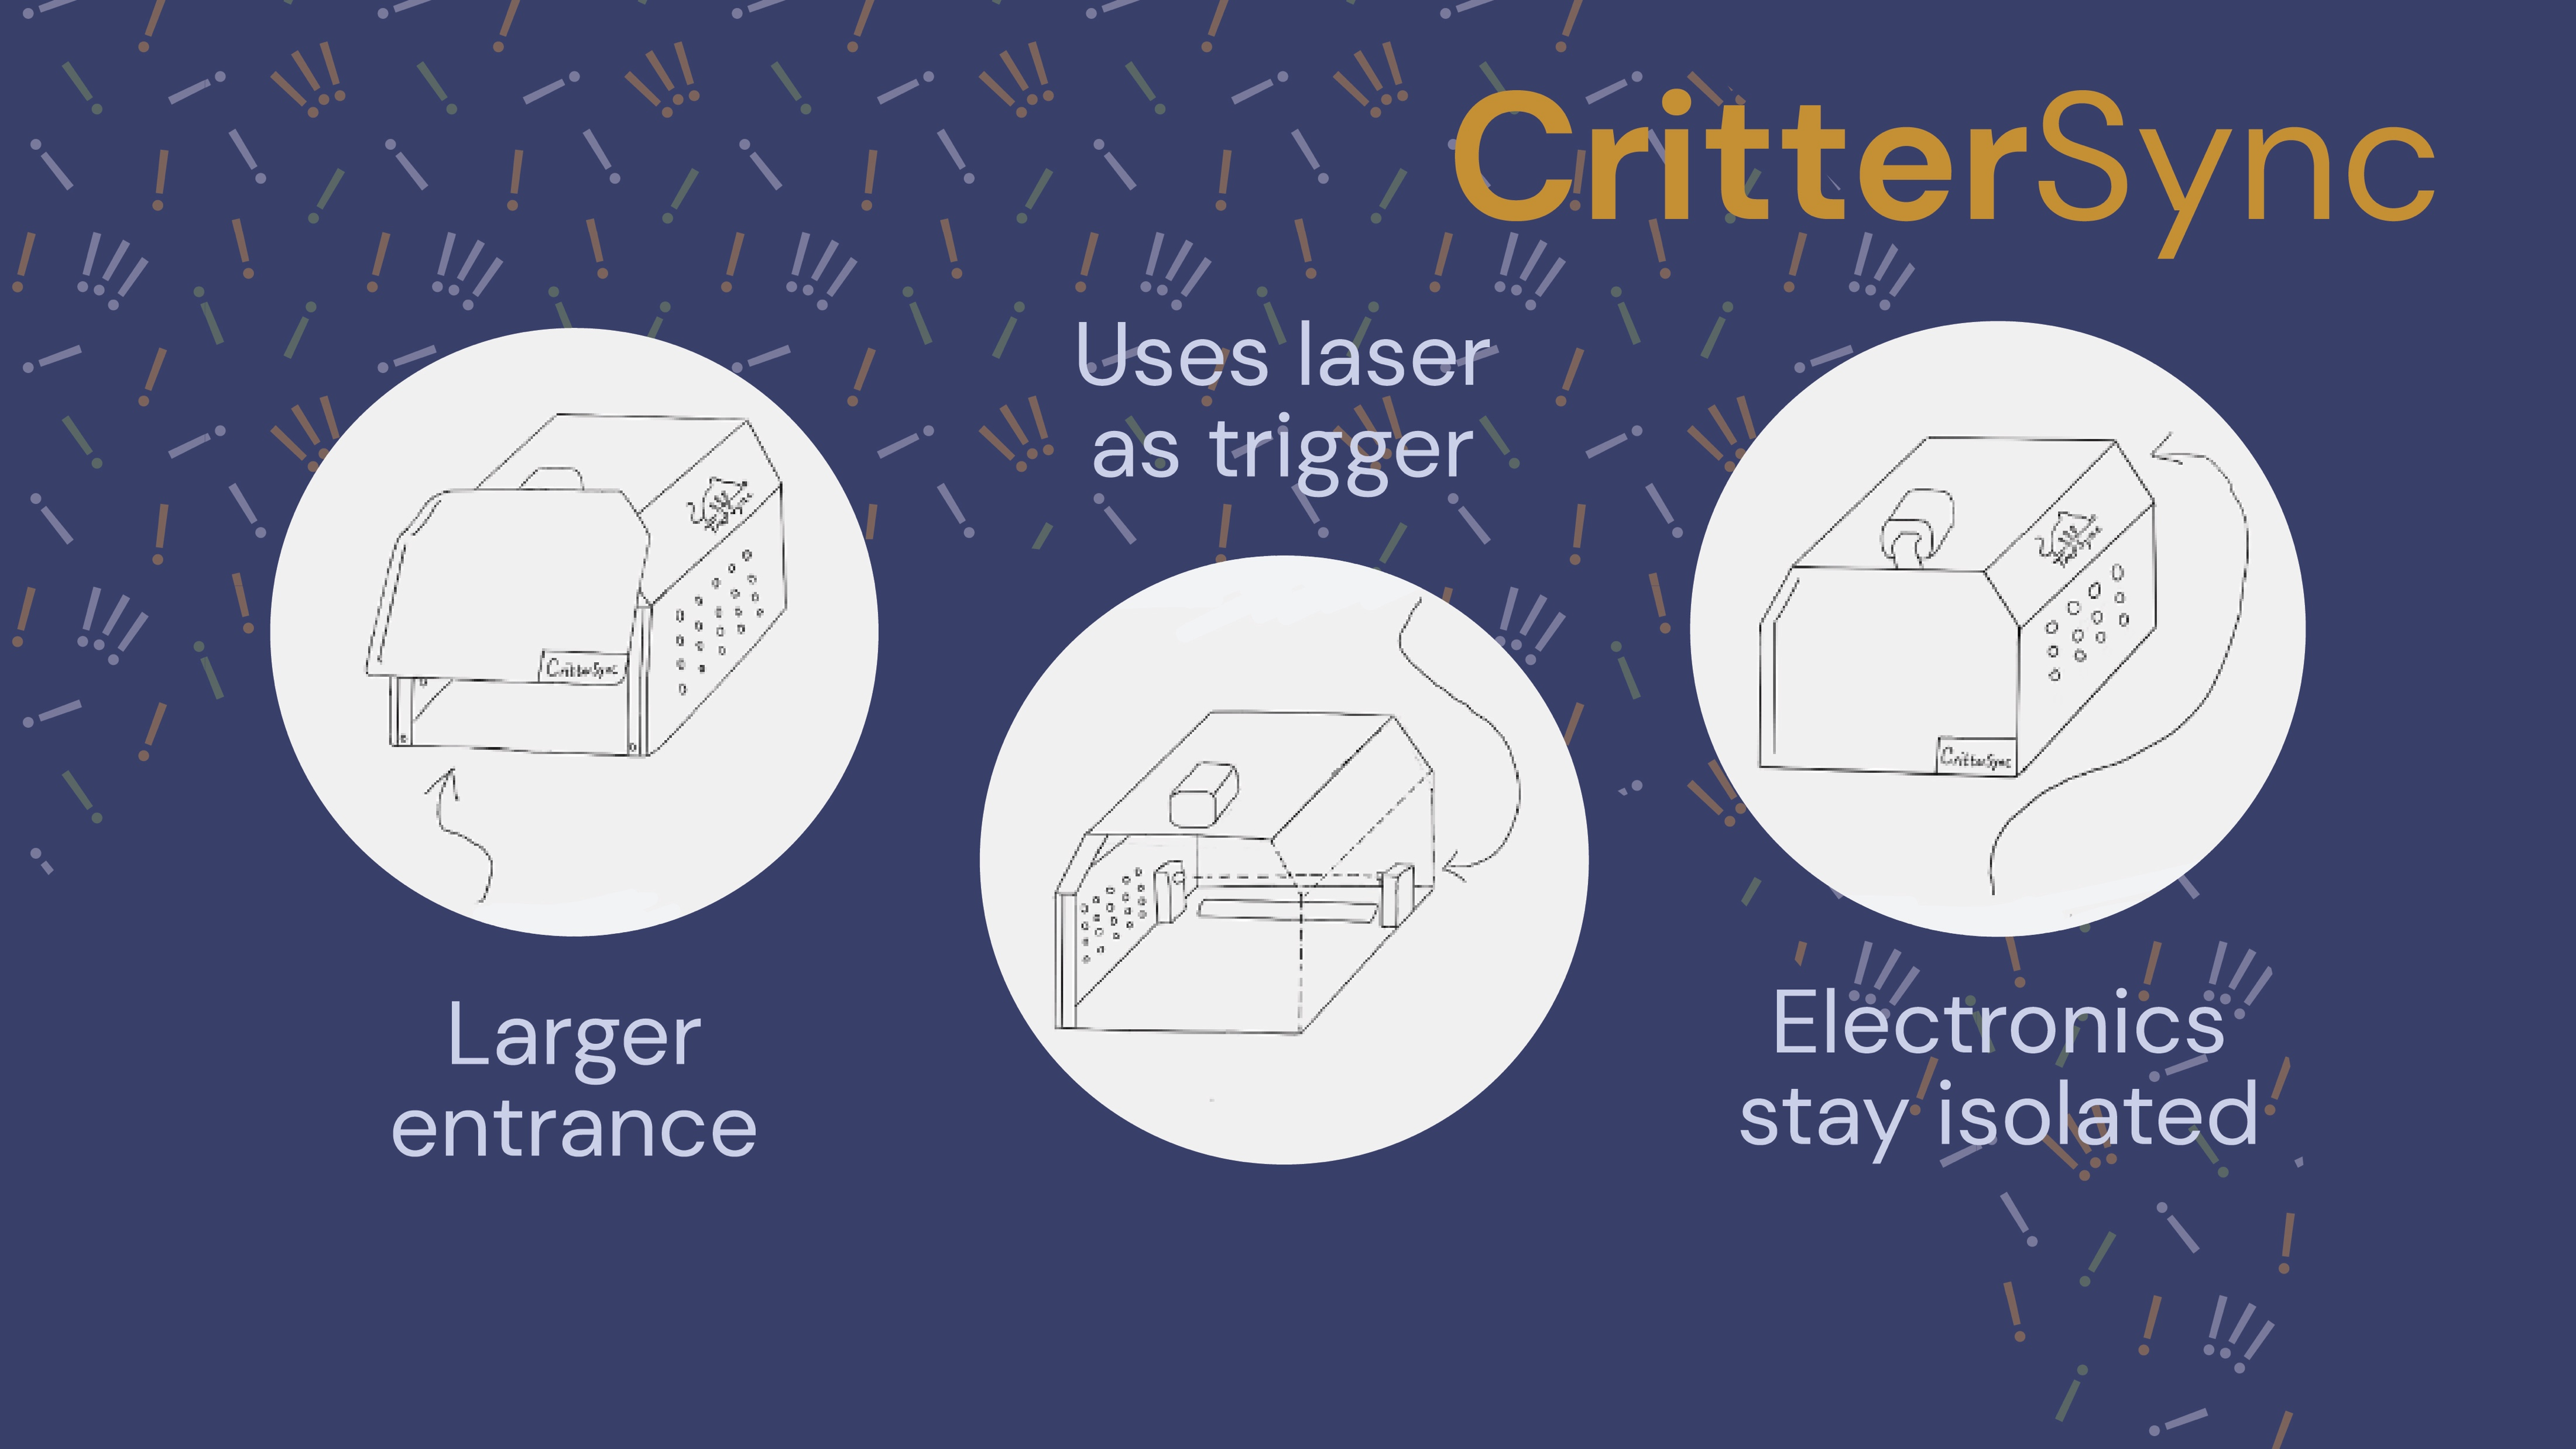 CritterSync
Uses laser
as trigger
CritterSync
CritterSync
Larger
entrance
Electronics
stay isolated